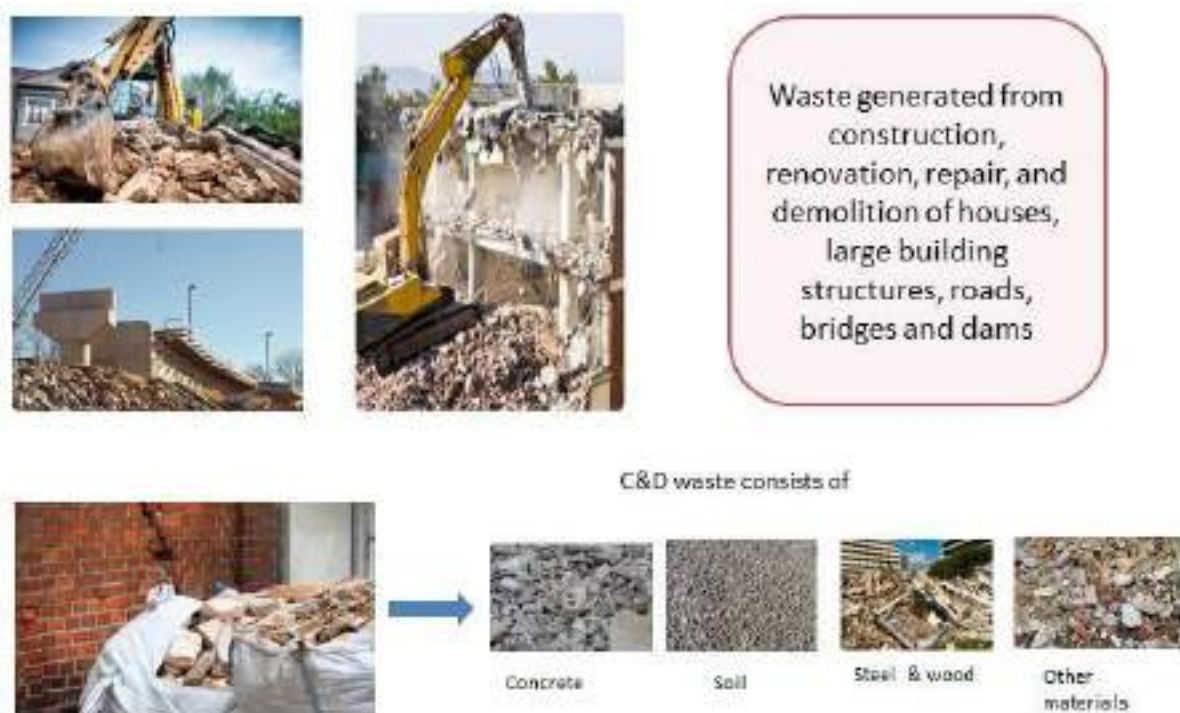 Waste generated from
construction,
renovation, repair, and
demolition of houses,
large building
structures, roads,
bridges and dams
C&D waste consists of
Concrete
Soil
Steel & wood
Other
materials